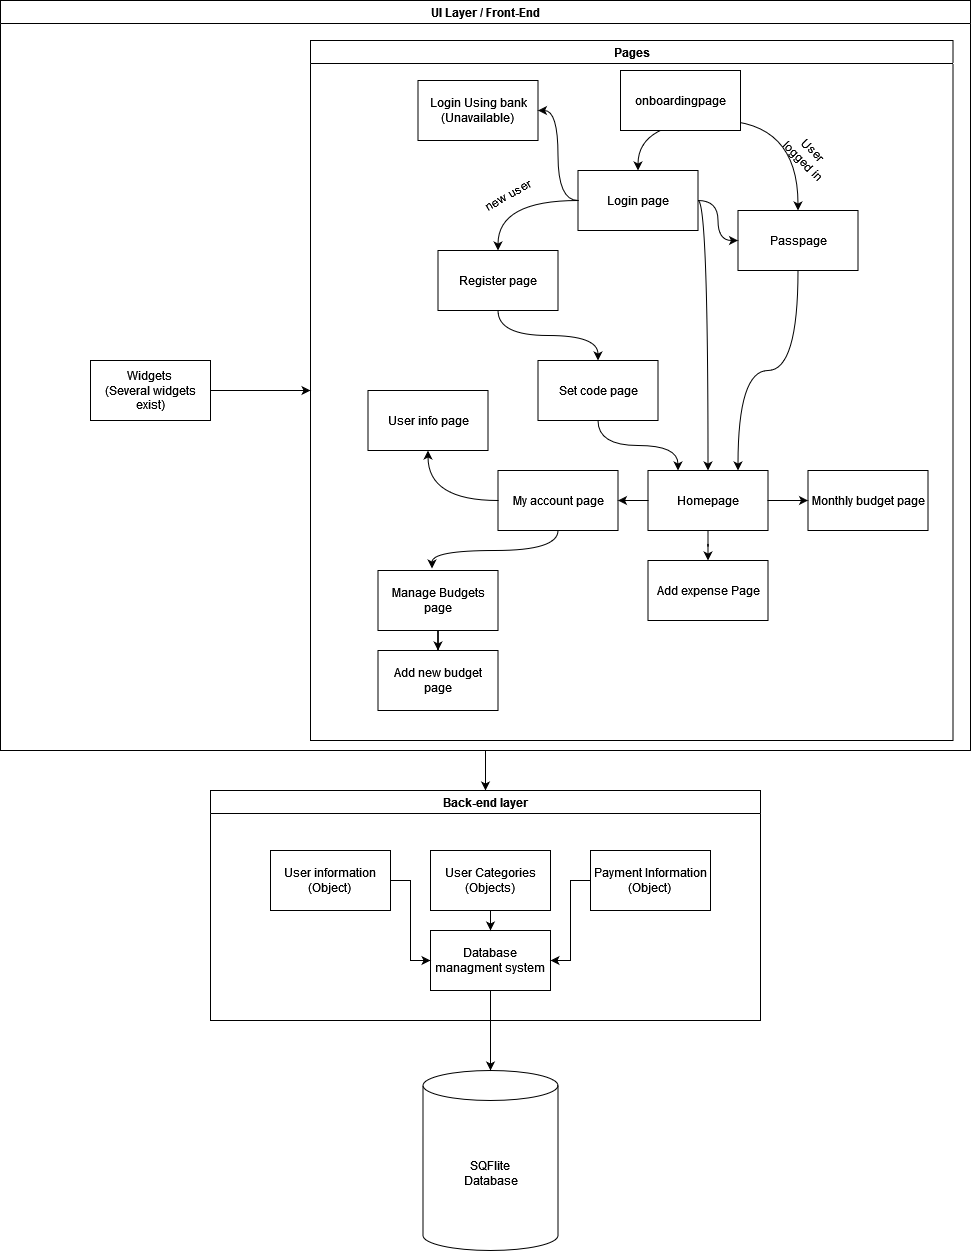 UI Layer / Front-End
Pages
Login Using bank
(Unavailable)
onboardingpage
User
logged in
new user
Login page
Passpage
Register page
Widgets
(Several widgets
exist)
Set code page
User info page
My account page
Homepage
Monthly budget page
Manage Budgets
page
Add expense Page
Add new budget
page
Back-end layer
User information
(Object)
User Categories
(Objects)
Payment Information
(Object)
Database
managment system
SQFlite
Database